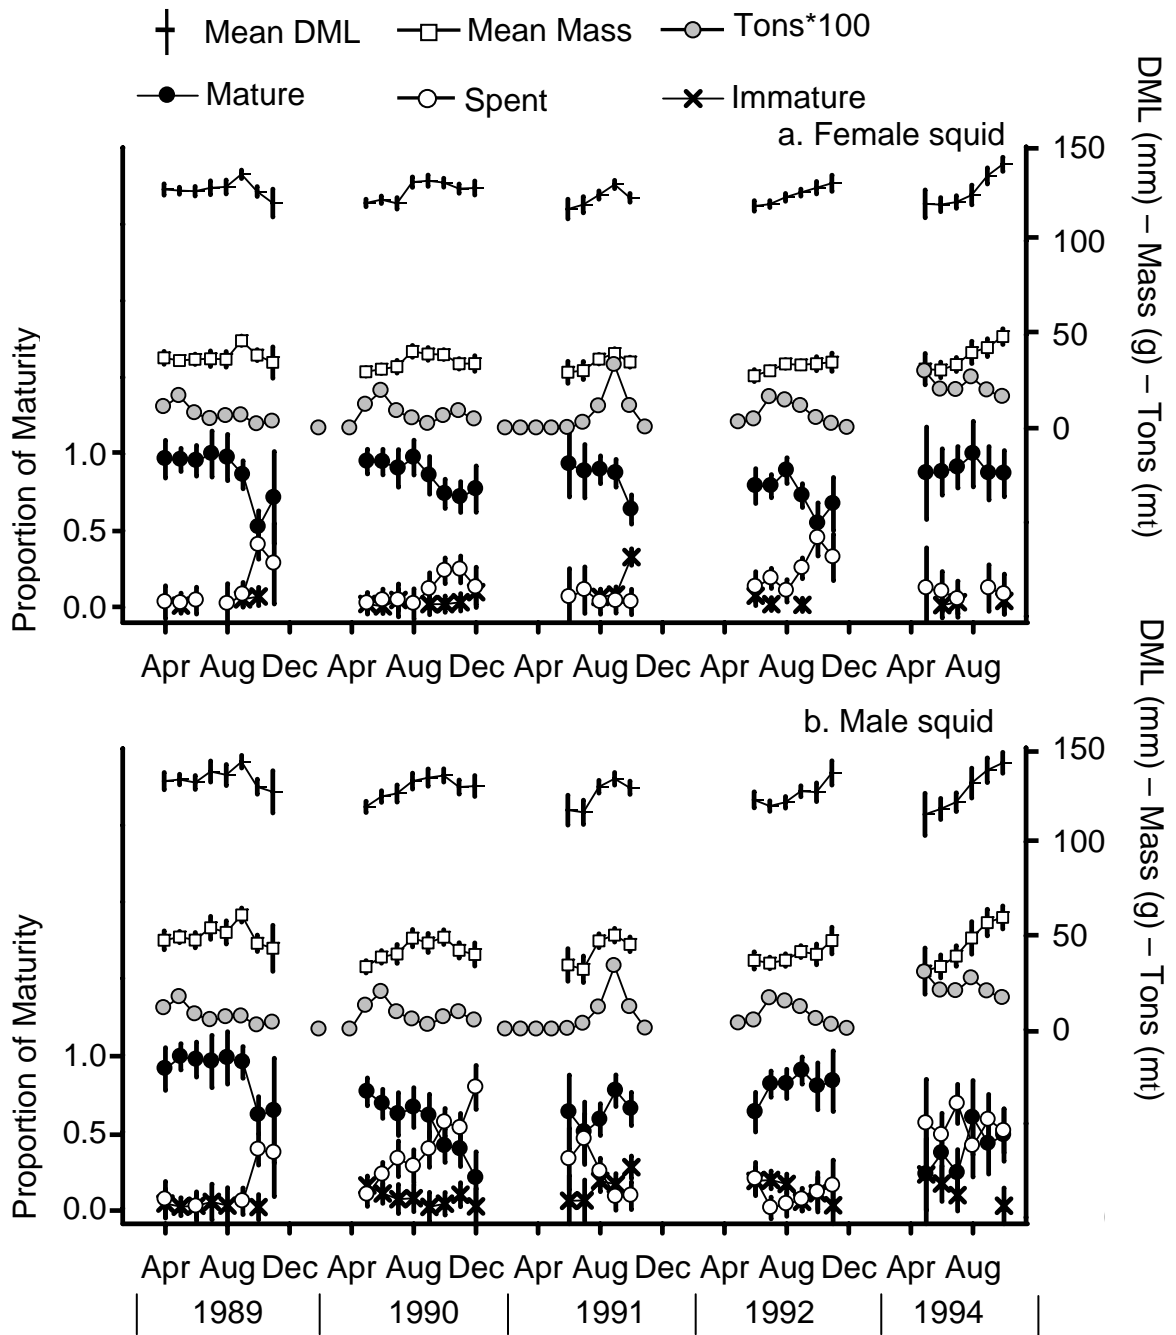 Mean DML Mean Mass Tons*100
Mature Spent Immature
a. Female squid
150
100
50
0
DML (mm) – Mass (g) – Tons (mt)
Proportion of Maturity
1.0
0.5
0.0
Apr Aug Dec Apr Aug Dec Apr Aug Dec Apr Aug Dec Apr Aug
b. Male squid
150
100
50
0
DML (mm) – Mass (g) – Tons (mt)
Proportion of Maturity
1.0
0.5
0.0
Apr Aug Dec Apr Aug Dec Apr Aug Dec Apr Aug Dec Apr Aug
1989 1990 1991 1992 1994